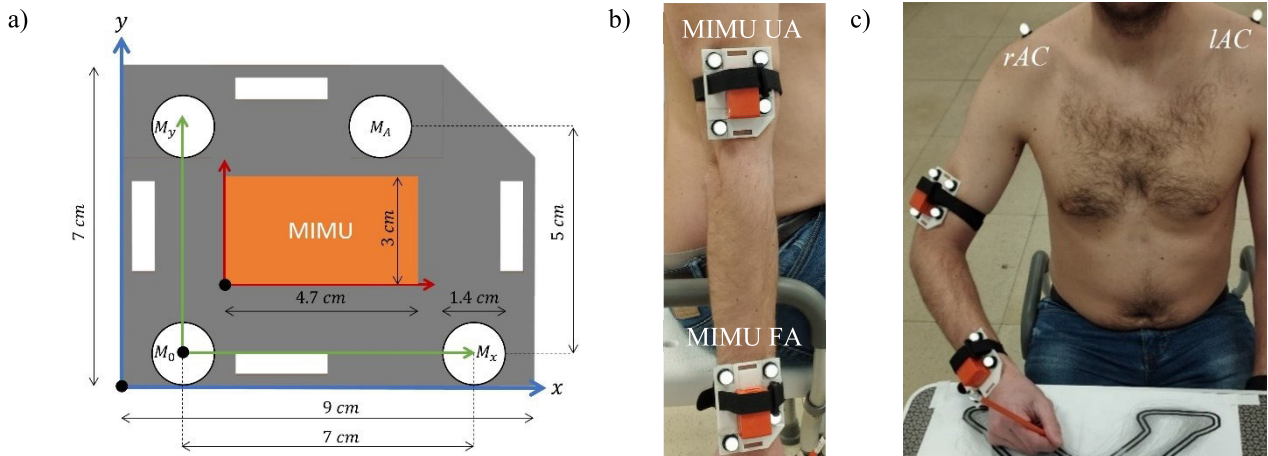 a)
y
7 cm
M_y
M_A
MIMU
3 cm
5 cm
4.7 cm
1.4 cm
M_0
M_x
x
9 cm
7 cm
b)
MIMU UA
MIMU FA
c)
rAC
lAC